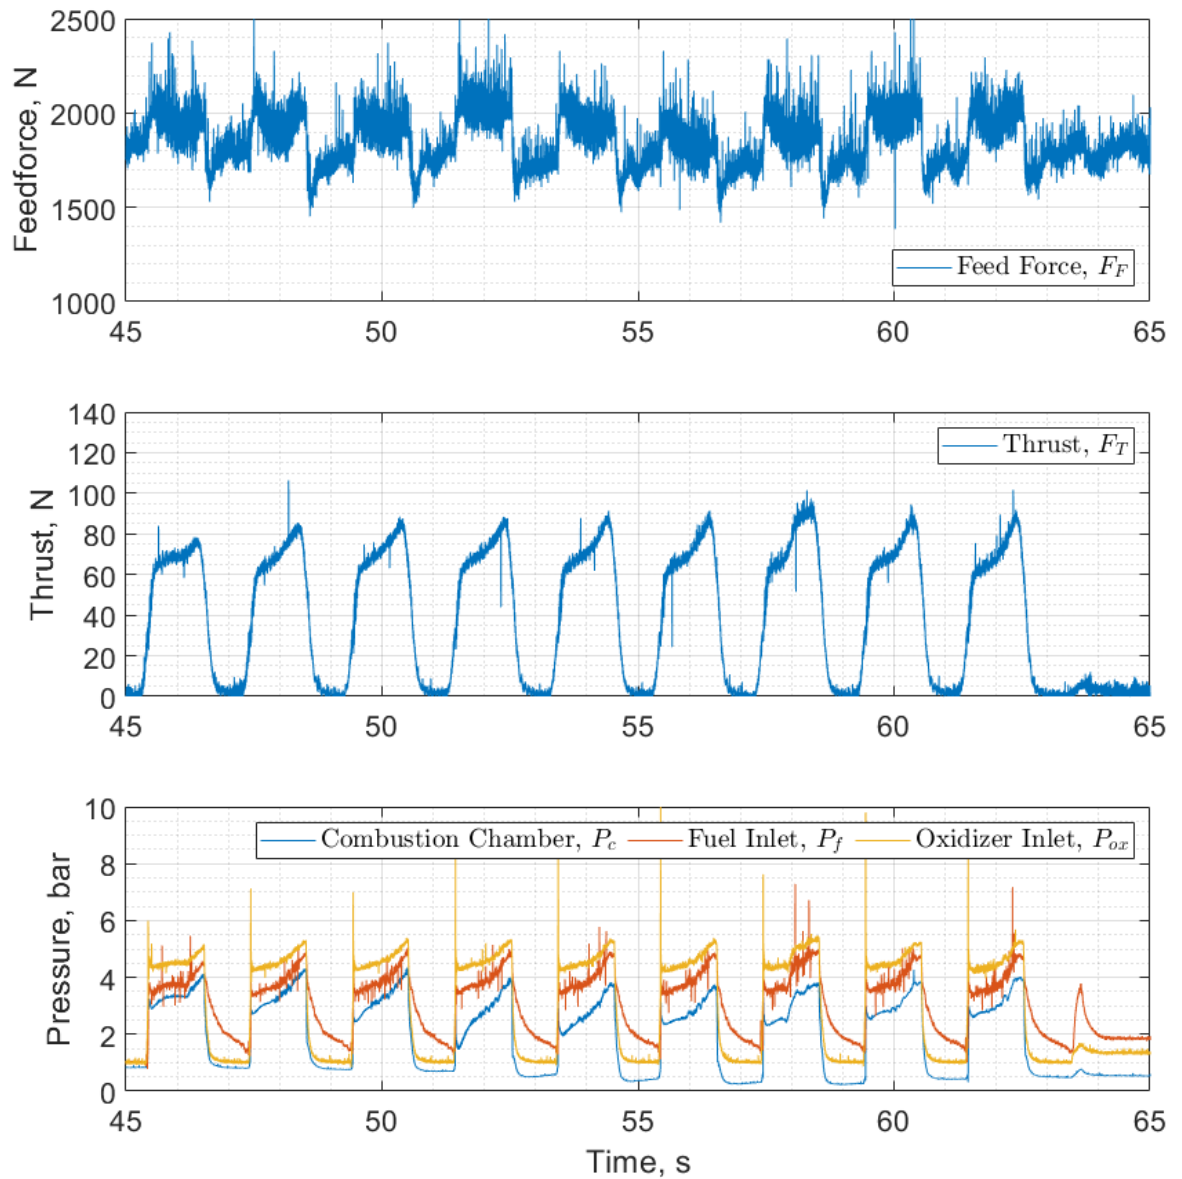 2500
2000
1500
1000
Feedforce, N
Feed Force, F_F
45 50 55 60 65
140
120
100
80
60
40
20
0
Thrust, N
Thrust, F_T
45 50 55 60 65
10
8
6
4
2
0
Pressure, bar
Combustion Chamber, P_c Fuel Inlet, P_f Oxidizer Inlet, P_ox
45 50 55 60 65
Time, s